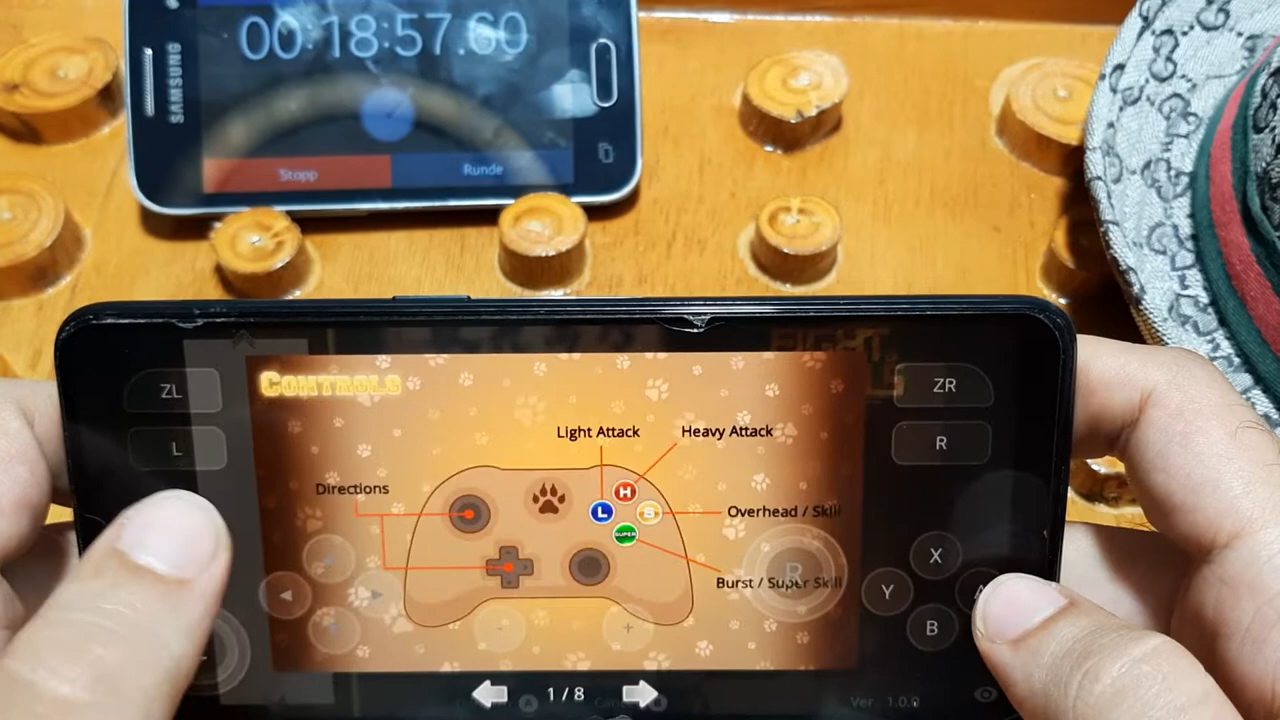 00:18:57.60
SAMSUNG
Stopp
Runde
FIGHT
ZL
ZR
L
R
CONTROLS
Light Attack
Heavy Attack
Directions
H
L
S
Overhead / Skill
SUPER
Burst / Super Skill
R
X
Y
A
B
-
+
1 / 8
A
Ver 1.0.0